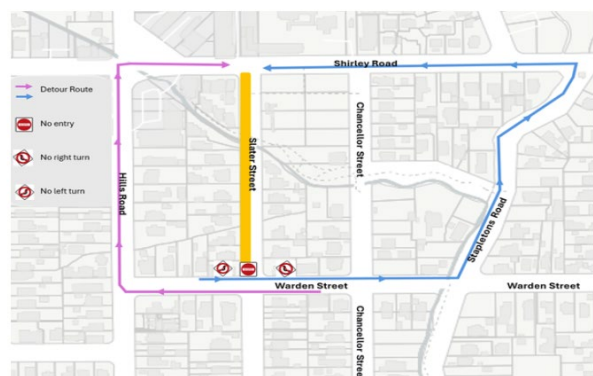 Shirley Road
Detour Route
No entry
No right turn
No left turn
Hills Road
Slater Street
Chancellor Street
Stapletons Road
Warden Street
Warden Street
Chancellor Street